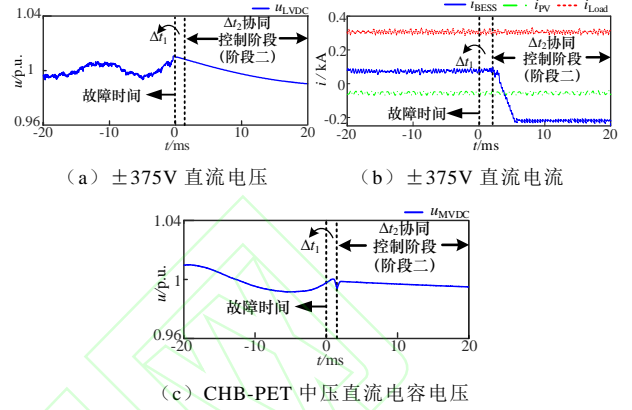 1.04
u_LVDC
Δt₁
Δt₂协同
控制阶段
(阶段二)
u/p.u.
1
故障时间
0.96
-20 -10 0 10 20
t/ms
(a) ±375V 直流电压
i_BESS i_PV i_Load
0.4
Δt₂协同
控制阶段
(阶段二)
Δt₁
0.2
i/kA
0
故障时间
-0.2
-20 -10 0 10 20
t/ms
(b) ±375V 直流电流
1.04
u_MVDC
Δt₂协同
控制阶段
(阶段二)
Δt₁
u/p.u.
1
故障时间
0.96
-20 -10 0 10 20
t/ms
(c) CHB-PET 中压直流电容电压